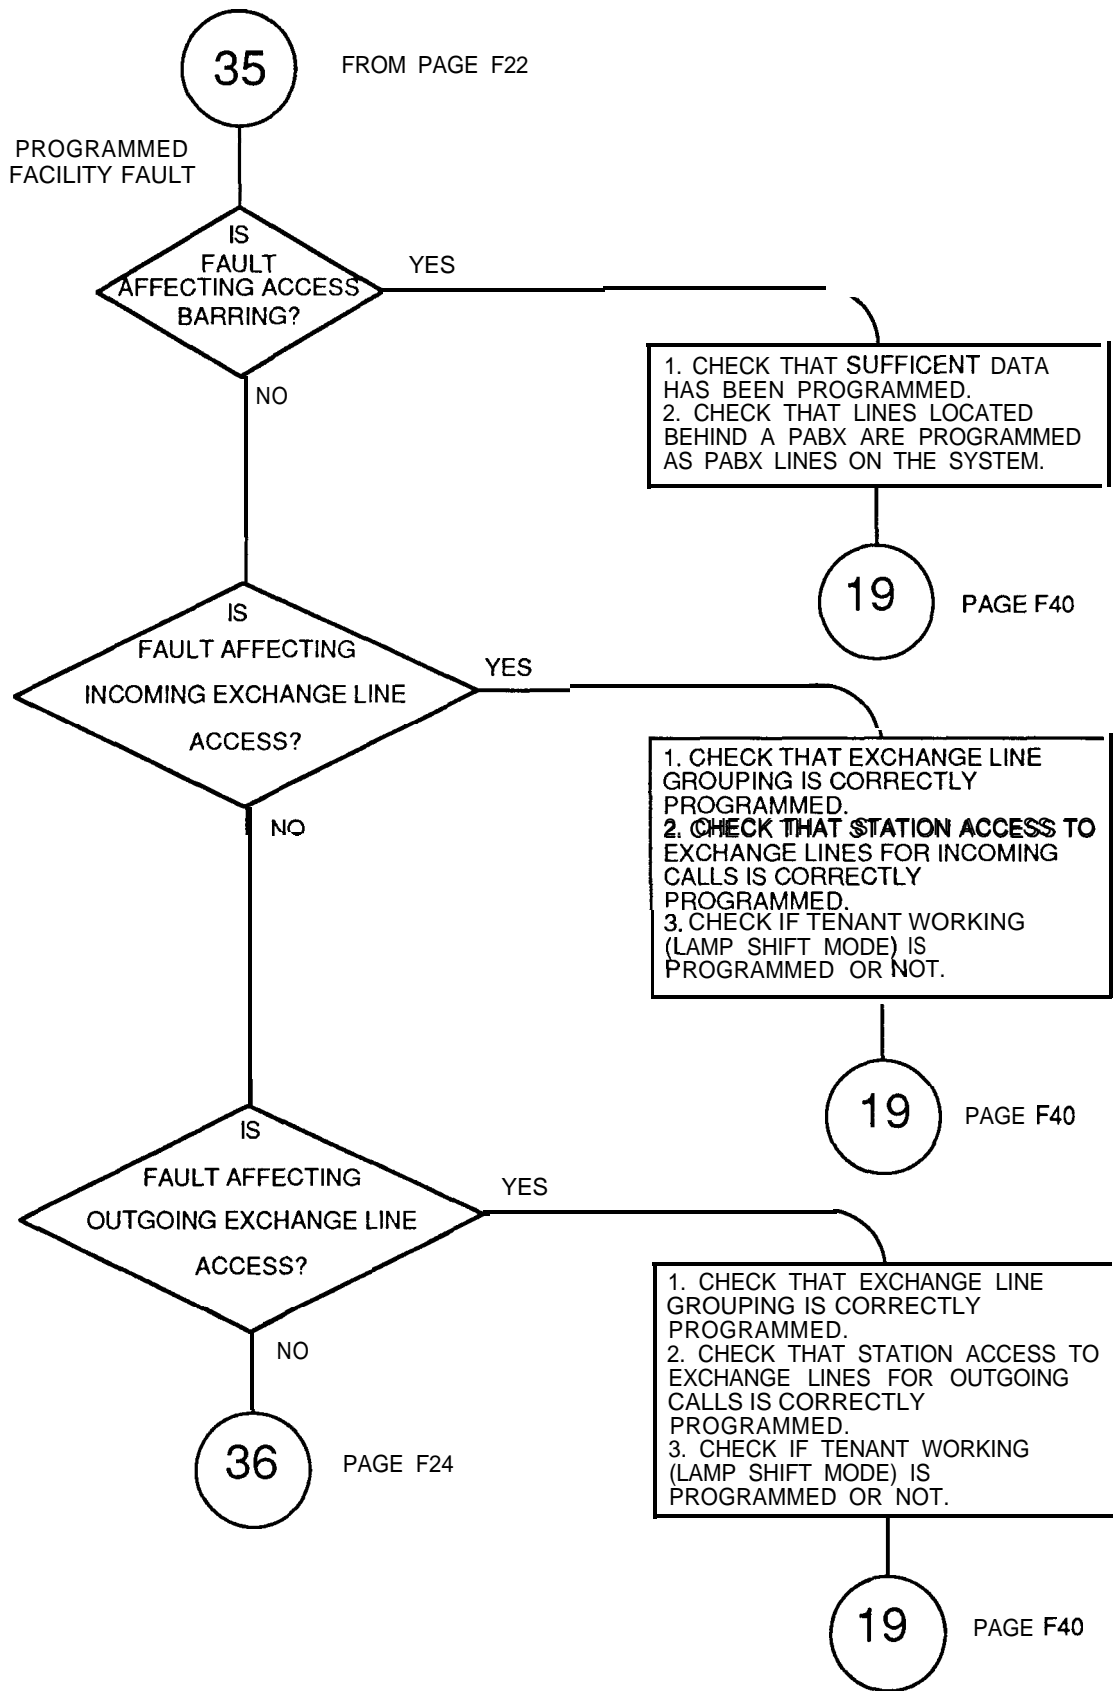 35
FROM PAGE F22
PROGRAMMED
FACILITY FAULT
IS
FAULT
AFFECTING ACCESS
BARRING?
YES
NO
1. CHECK THAT SUFFICENT DATA
HAS BEEN PROGRAMMED.
2. CHECK THAT LINES LOCATED
BEHIND A PABX ARE PROGRAMMED
AS PABX LINES ON THE SYSTEM.
19
PAGE F40
IS
FAULT AFFECTING
INCOMING EXCHANGE LINE
ACCESS?
YES
NO
1. CHECK THAT EXCHANGE LINE
GROUPING IS CORRECTLY
PROGRAMMED.
2. CHECK THAT STATION ACCESS TO
EXCHANGE LINES FOR INCOMING
CALLS IS CORRECTLY
PROGRAMMED.
3. CHECK IF TENANT WORKING
(LAMP SHIFT MODE) IS
PROGRAMMED OR NOT.
19
PAGE F40
IS
FAULT AFFECTING
OUTGOING EXCHANGE LINE
ACCESS?
YES
NO
1. CHECK THAT EXCHANGE LINE
GROUPING IS CORRECTLY
PROGRAMMED.
2. CHECK THAT STATION ACCESS TO
EXCHANGE LINES FOR OUTGOING
CALLS IS CORRECTLY
PROGRAMMED.
3. CHECK IF TENANT WORKING
(LAMP SHIFT MODE) IS
PROGRAMMED OR NOT.
36
PAGE F24
19
PAGE F40